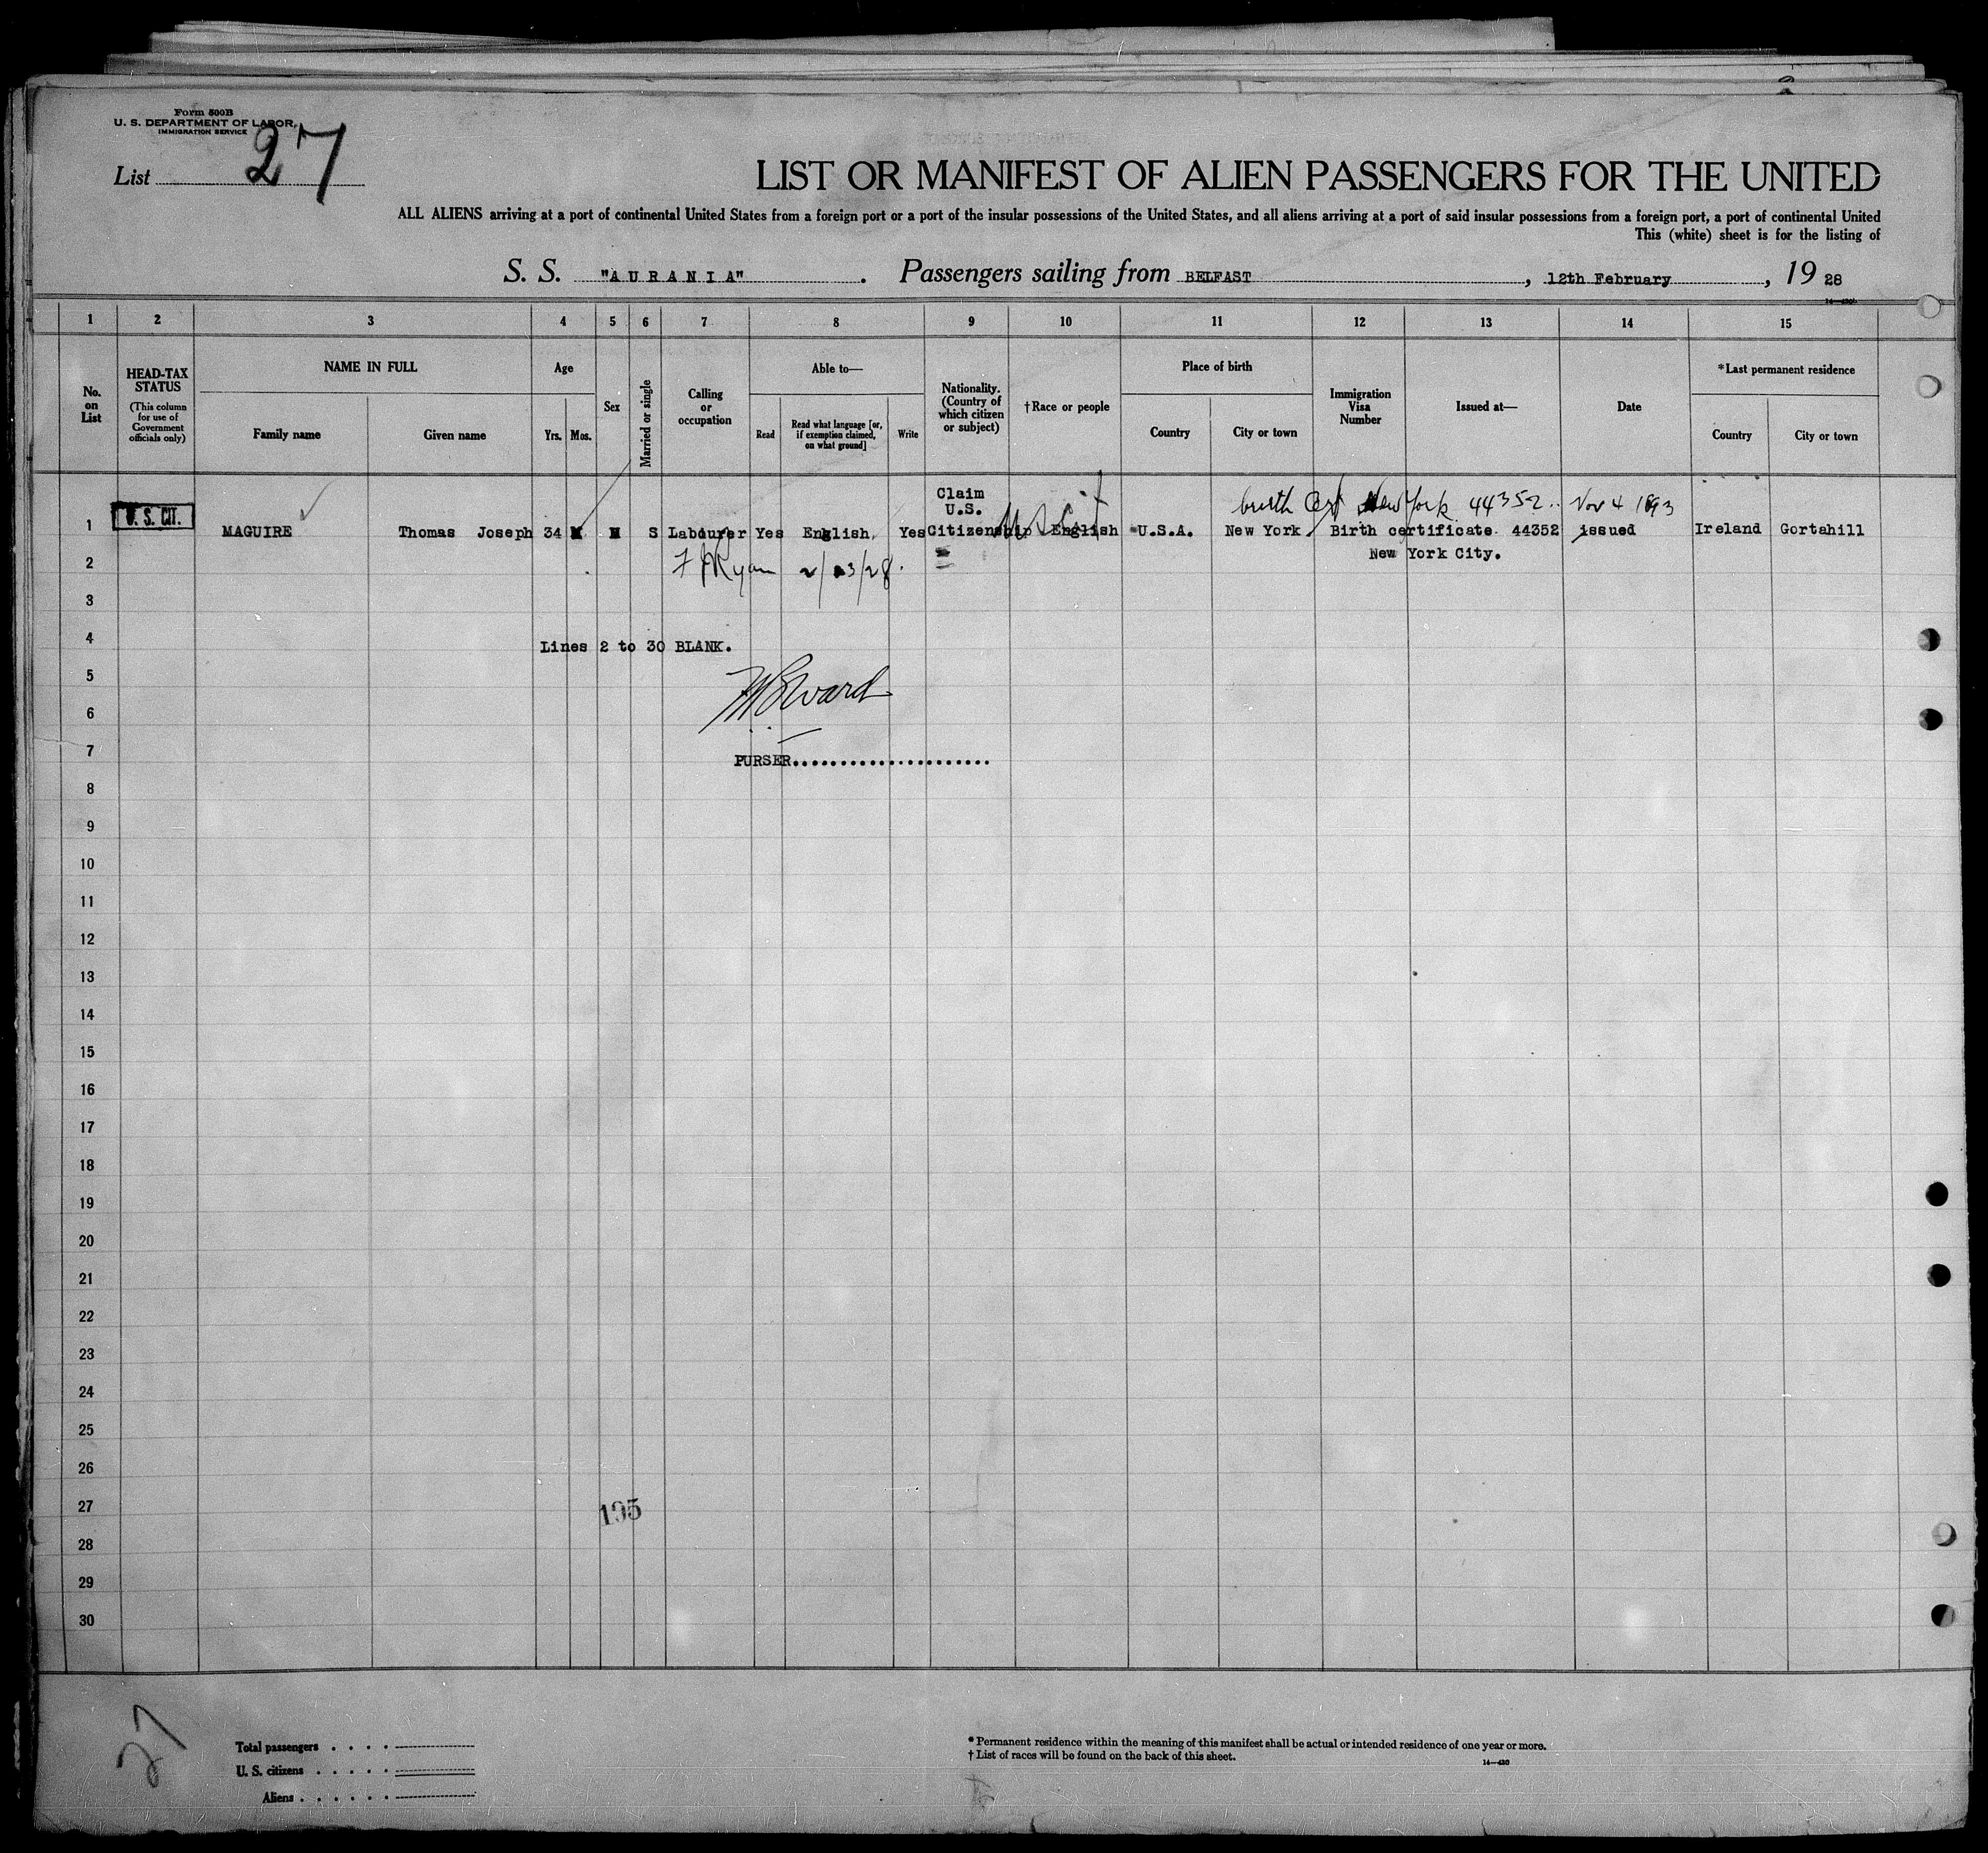 Form 500B
U. S. DEPARTMENT OF LABOR
IMMIGRATION SERVICE
List 27
LIST OR MANIFEST OF ALIEN PASSENGERS FOR THE UNITED
ALL ALIENS arriving at a port of continental United States from a foreign port or a port of the insular possessions of the United States, and all aliens arriving at a port of said insular possessions from a foreign port, a port of continental United
This (white) sheet is for the listing of
S. S. "AURANIA". Passengers sailing from BELFAST, 12th February, 19 28
1 2 3 4 5 6 7 8 9 10 11 12 13 14 15
No. on List
HEAD-TAX STATUS
(This column for use of Government officials only)
NAME IN FULL
Family name
Given name
Age
Yrs. Mos.
Sex
Married or single
Calling or occupation
Able to—
Read
Read what language [or, if exemption claimed, on what ground]
Write
Nationality. (Country of which citizen or subject)
†Race or people
Place of birth
Country
City or town
Immigration Visa Number
Issued at—
Date
*Last permanent residence
Country
City or town
birth Cert New York 44352 Nov 4 1893
Claim
U.S.
1 U. S. CIT. MAGUIRE Thomas Joseph 34 S Labourer Yes English Yes Citizenship English U.S.A. New York Birth certificate 44352 issued Ireland Gortahill
New York City.
2 F J Ryan
3
Lines 2 to 30 BLANK.
4
5
Ward
6
7
PURSER......................
8
9
10
11
12
13
14
15
16
17
18
19
20
21
22
23
24
25
26
27
195
28
29
30
27
Total passengers . . . .
U. S. citizens . . . . .
Aliens . . . . . .
* Permanent residence within the meaning of this manifest shall be actual or intended residence of one year or more.
† List of races will be found on the back of this sheet.
14—420